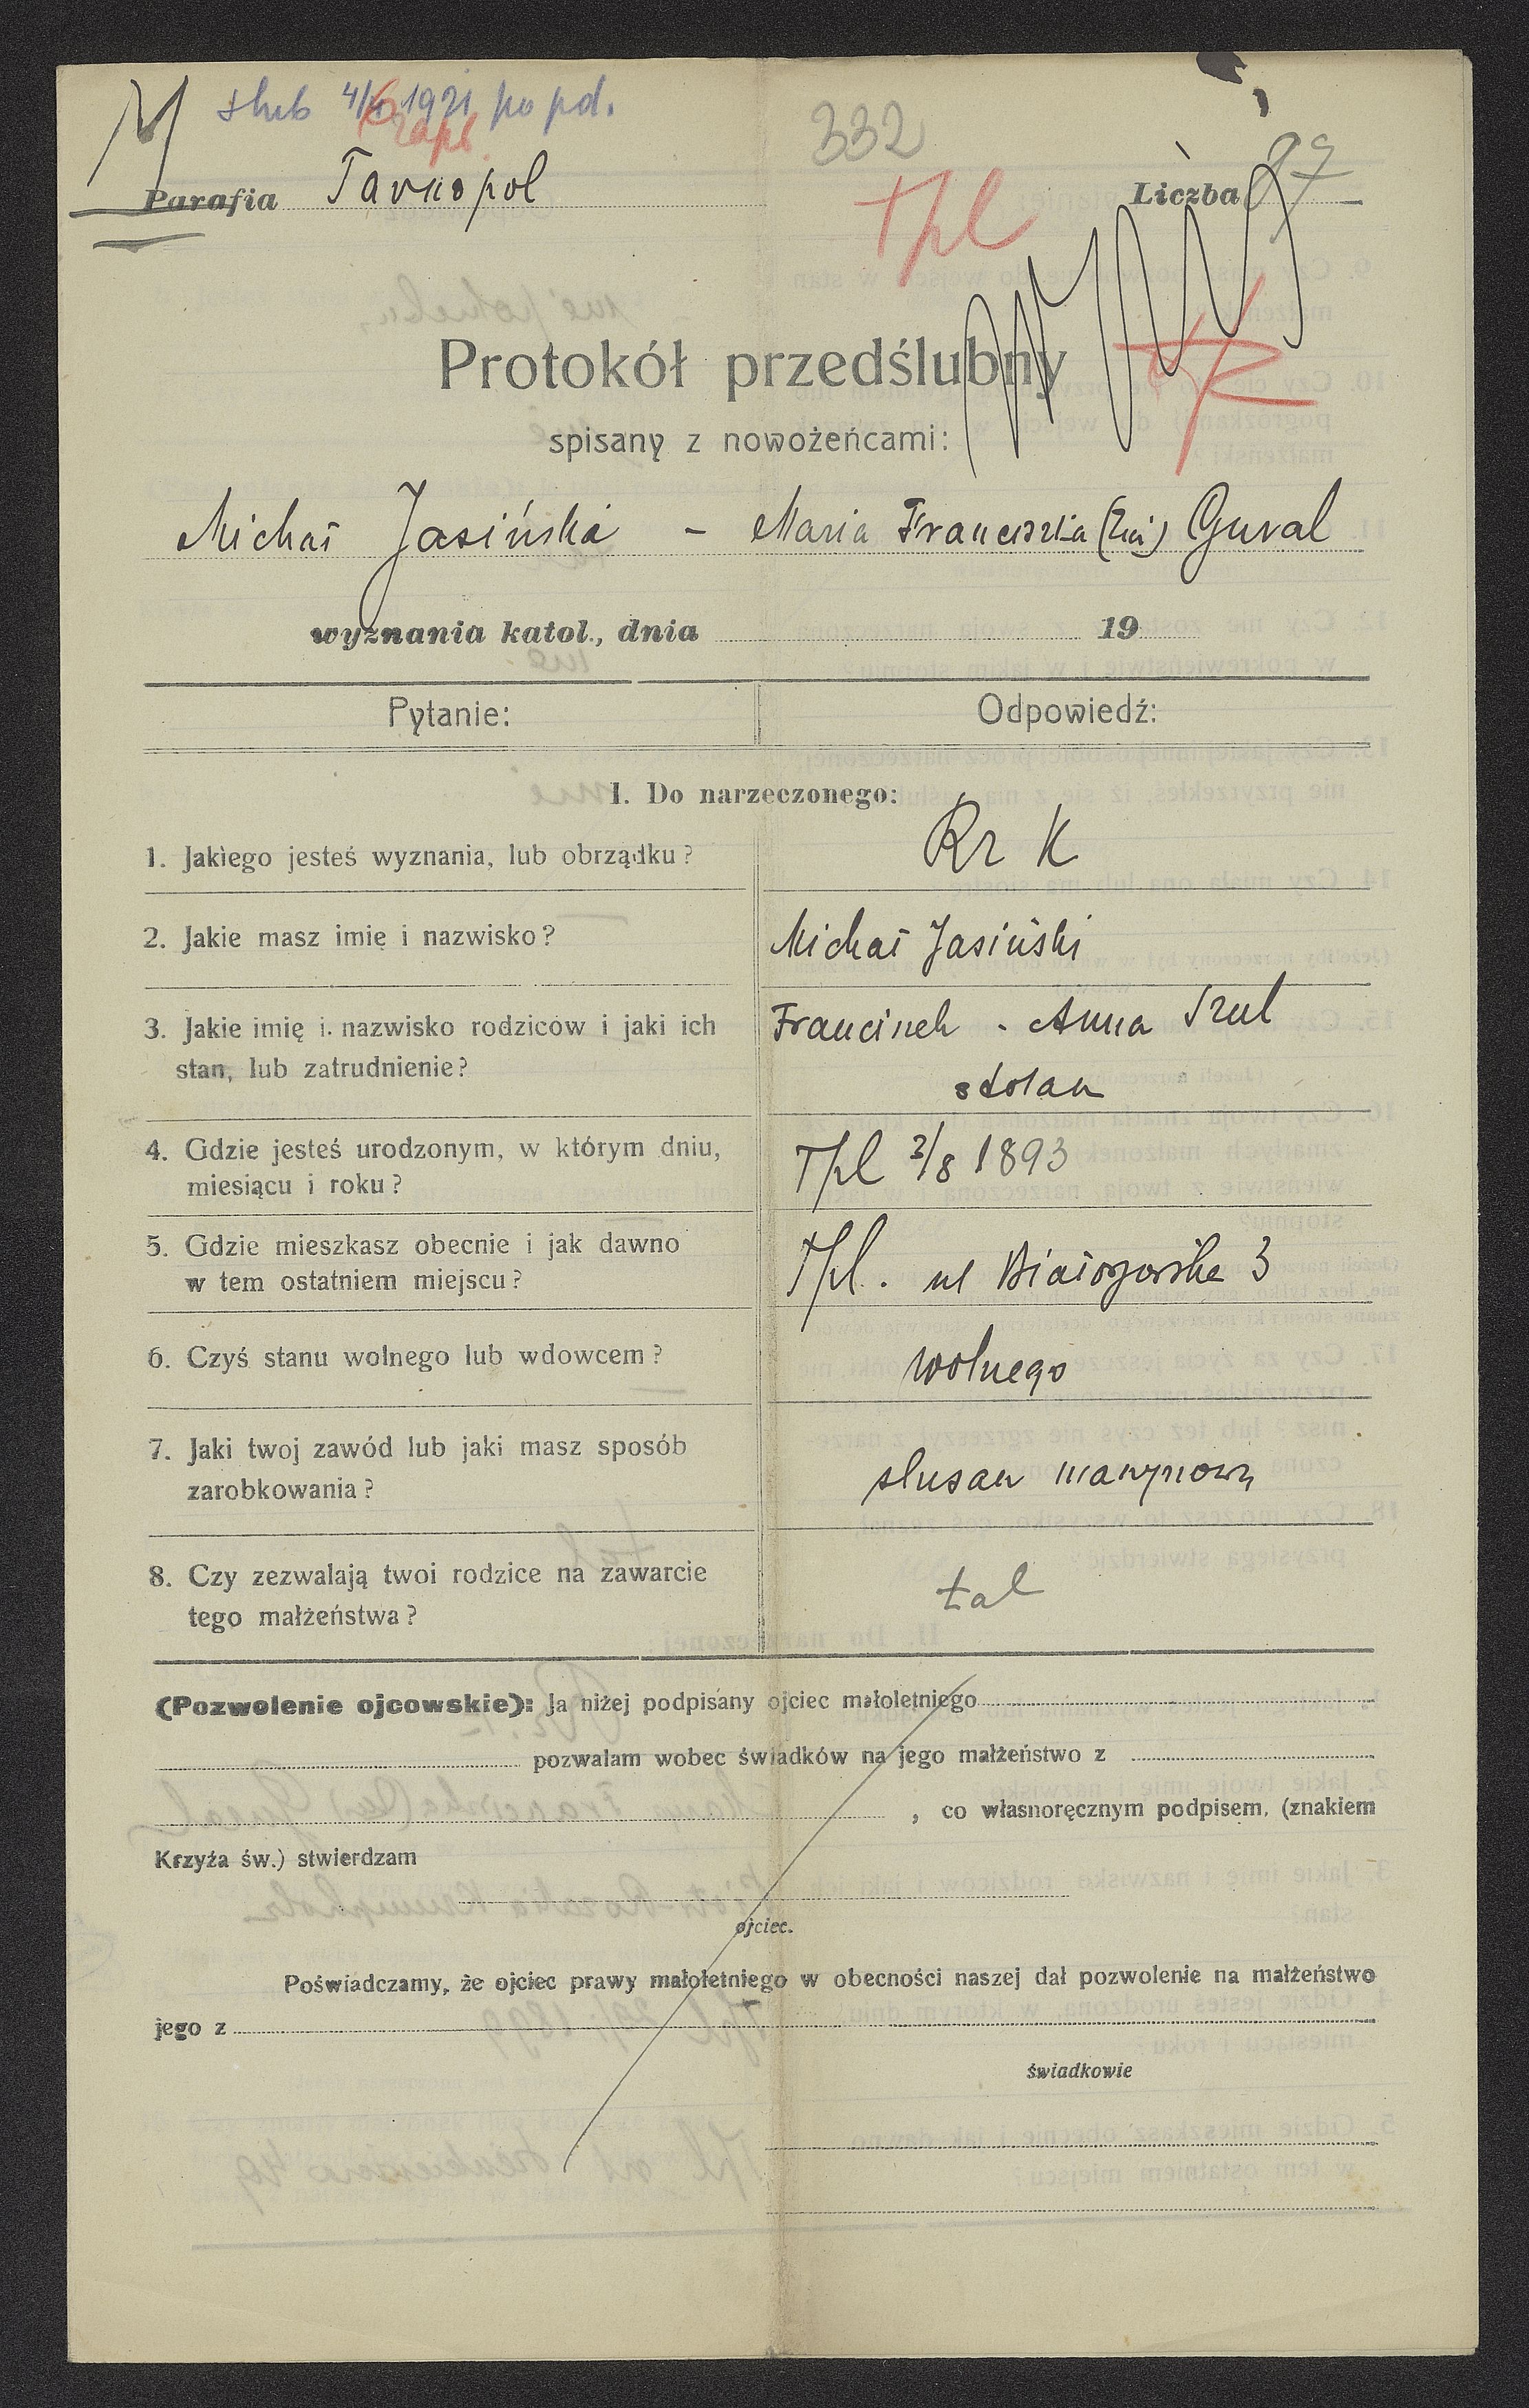 ślub 4/6 1921 po pd.
zapł.
332
Parafia Tarnopol
Tpl
Liczba 87
Protokół przedślubny
spisany z nowożeńcami:
Michał Jasiński - Maria Franciszka Guval
wyznania katol., dnia 19
Pytanie: Odpowiedź:
I. Do narzeczonego:
1. Jakiego jesteś wyznania, lub obrządku? Rz K
2. Jakie masz imię i nazwisko? Michał Jasiński
3. Jakie imię i nazwisko rodziców i jaki ich Franciszek - Anna Szul
stan, lub zatrudnienie? stolarz
4. Gdzie jesteś urodzonym, w którym dniu, Tpl 2/8 1893
miesiącu i roku?
5. Gdzie mieszkasz obecnie i jak dawno Tpl. ul Białogórska 3
w tem ostatniem miejscu?
6. Czyś stanu wolnego lub wdowcem? wolnego
7. Jaki twoj zawód lub jaki masz sposób ślusarz maszynowy
zarobkowania?
8. Czy zezwalają twoi rodzice na zawarcie tak
tego małżeństwa?
(Pozwolenie ojcowskie): Ja niżej podpisany ojciec małoletniego
pozwalam wobec świadków na jego małżeństwo z
, co własnoręcznym podpisem, (znakiem
Krzyża św.) stwierdzam
ojciec.
Poświadczamy, że ojciec prawy małoletniego w obecności naszej dał pozwolenie na małżeństwo
jego z
świadkowie